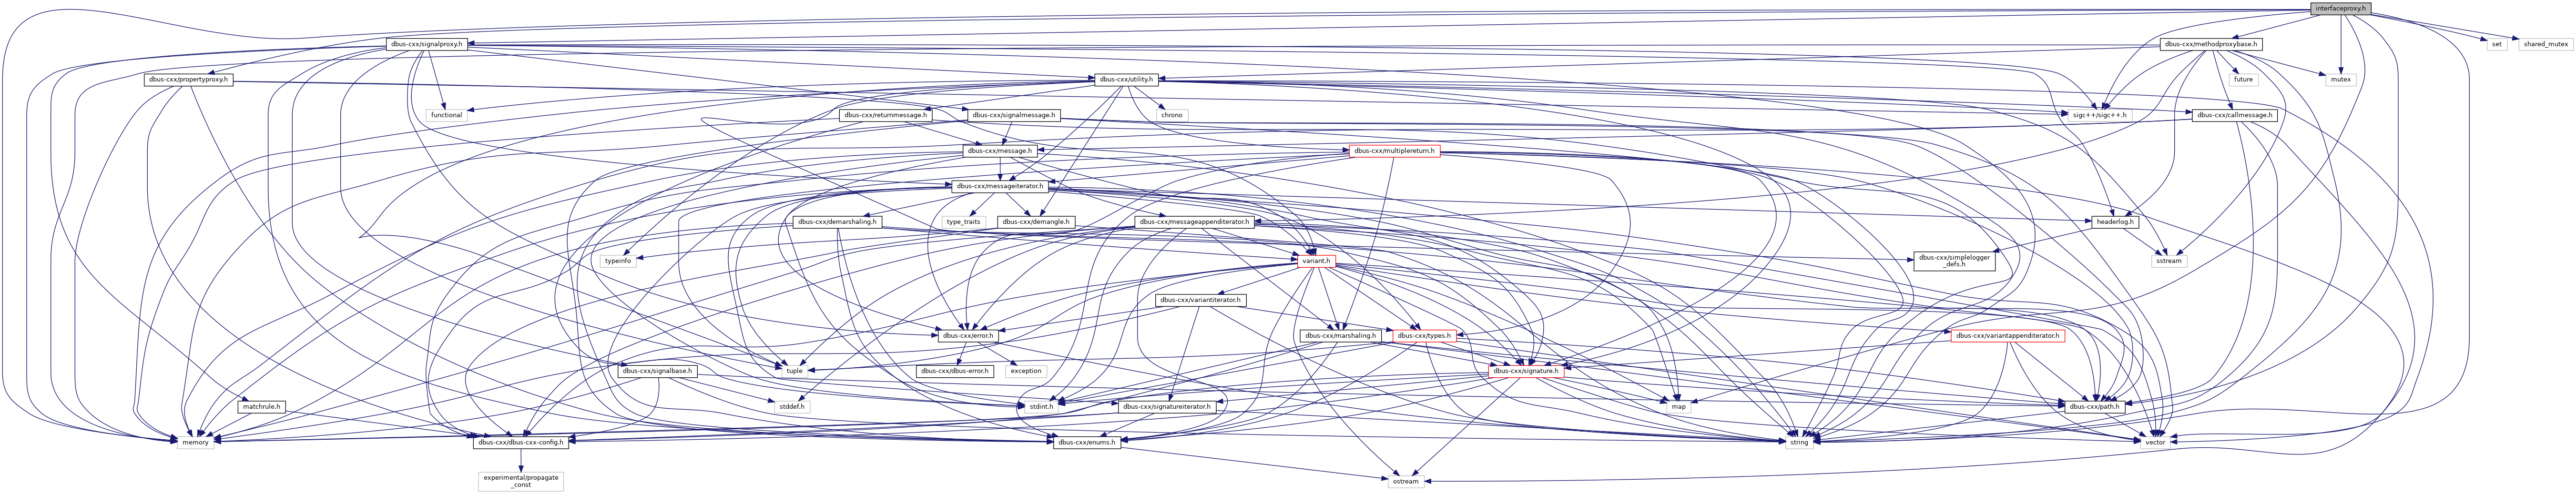 interfaceproxy.h
dbus-cxx/signalproxy.h
dbus-cxx/methodproxybase.h
set
shared_mutex
dbus-cxx/propertyproxy.h
dbus-cxx/utility.h
future
mutex
functional
dbus-cxx/returnmessage.h
dbus-cxx/signalmessage.h
chrono
sigc++/sigc++.h
dbus-cxx/callmessage.h
dbus-cxx/message.h
dbus-cxx/multiplereturn.h
dbus-cxx/messageiterator.h
dbus-cxx/demarshaling.h
type_traits
dbus-cxx/demangle.h
dbus-cxx/messageappenditerator.h
headerlog.h
typeinfo
variant.h
dbus-cxx/simplelogger
_defs.h
sstream
dbus-cxx/variantiterator.h
dbus-cxx/error.h
dbus-cxx/marshaling.h
dbus-cxx/types.h
dbus-cxx/variantappenditerator.h
dbus-cxx/signalbase.h
tuple
dbus-cxx/dbus-error.h
exception
dbus-cxx/signature.h
matchrule.h
stddef.h
stdint.h
dbus-cxx/signatureiterator.h
map
dbus-cxx/path.h
memory
dbus-cxx/dbus-cxx-config.h
dbus-cxx/enums.h
string
vector
experimental/propagate
_const
ostream